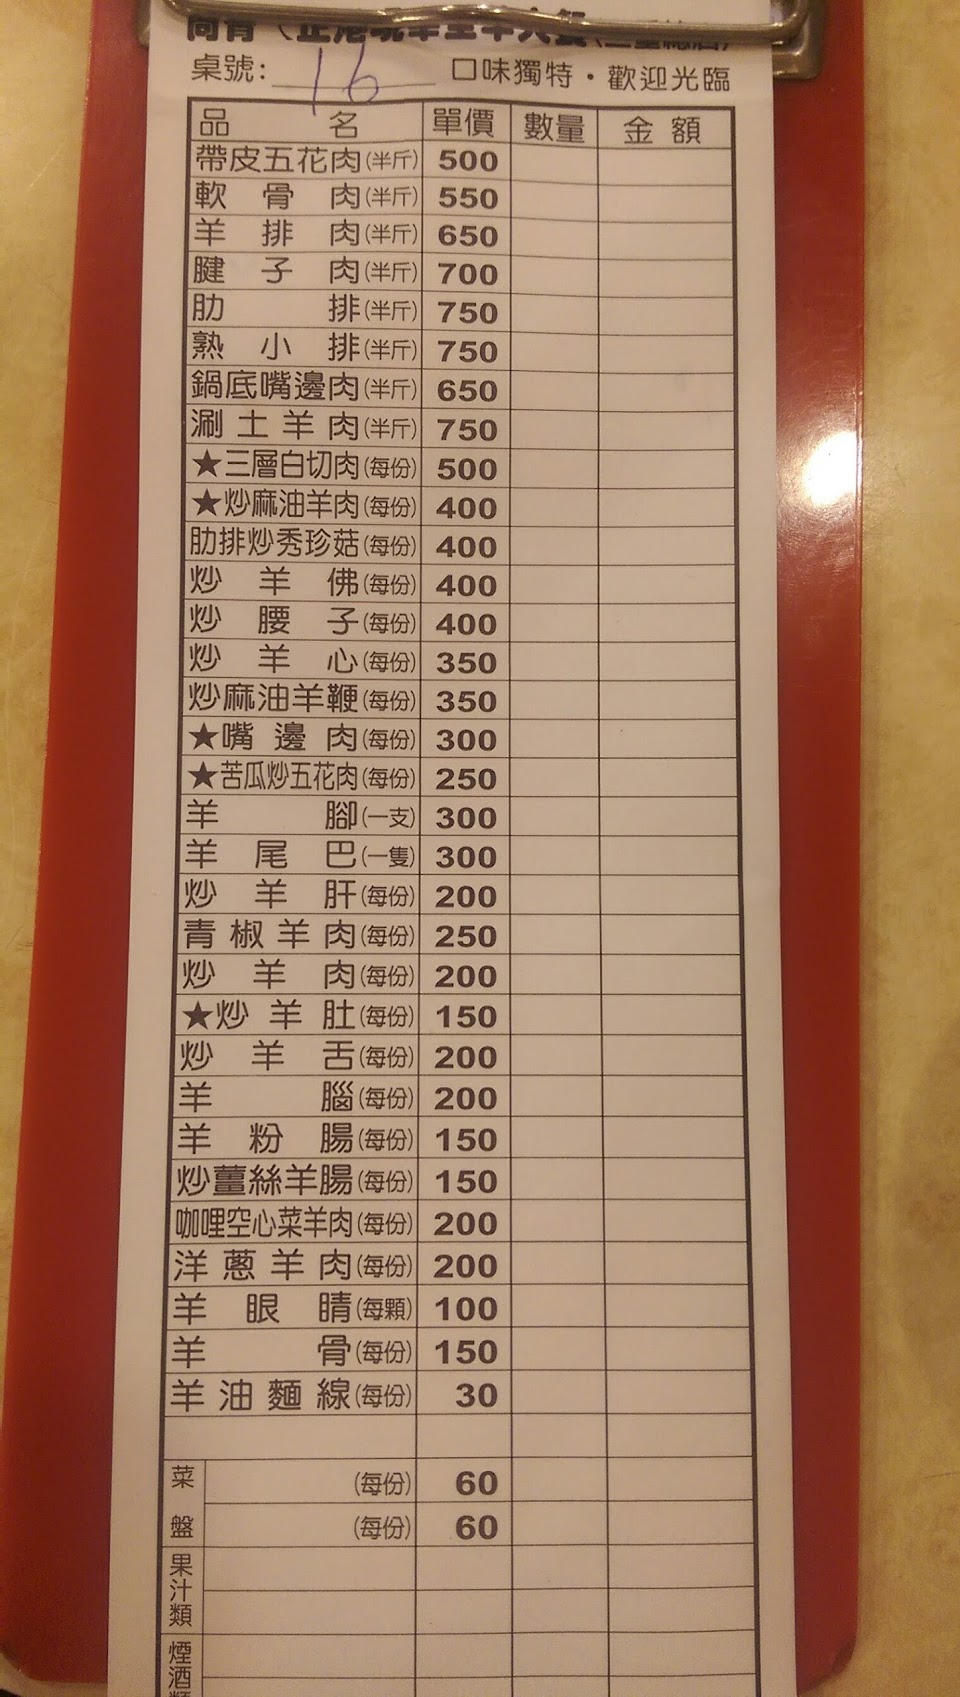 桌號: 16 口味獨特・歡迎光臨
品名 單價 數量 金額
帶皮五花肉(半斤) 500
軟骨肉(半斤) 550
羊排肉(半斤) 650
腱子肉(半斤) 700
肋排(半斤) 750
熟小排(半斤) 750
鍋底嘴邊肉(半斤) 650
涮土羊肉(半斤) 750
★三層白切肉(每份) 500
★炒麻油羊肉(每份) 400
肋排炒秀珍菇(每份) 400
炒羊佛(每份) 400
炒腰子(每份) 400
炒羊心(每份) 350
炒麻油羊鞭(每份) 350
★嘴邊肉(每份) 300
★苦瓜炒五花肉(每份) 250
羊腳(一支) 300
羊尾巴(一隻) 300
炒羊肝(每份) 200
青椒羊肉(每份) 250
炒羊肉(每份) 200
★炒羊肚(每份) 150
炒羊舌(每份) 200
羊腦(每份) 200
羊粉腸(每份) 150
炒薑絲羊腸(每份) 150
咖哩空心菜羊肉(每份) 200
洋蔥羊肉(每份) 200
羊眼睛(每顆) 100
羊骨(每份) 150
羊油麵線(每份) 30
菜盤 (每份) 60
(每份) 60
果汁類
煙酒類